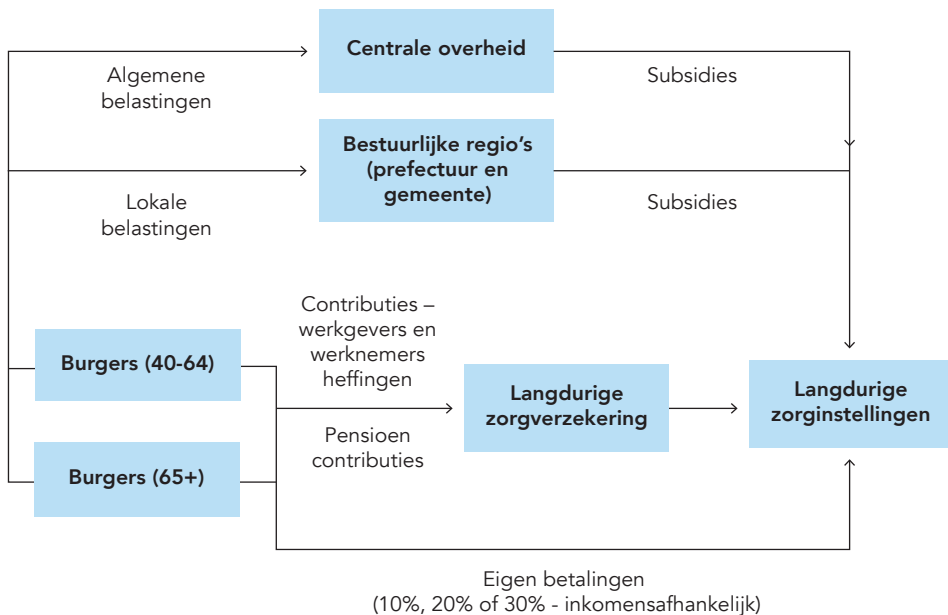 Centrale overheid
Algemene
belastingen
Subsidies
Bestuurlijke regio's
(prefectuur en
gemeente)
Lokale
belastingen
Subsidies
Contributies –
werkgevers en
werknemers
heffingen
Burgers (40-64)
Langdurige
zorgverzekering
Langdurige
zorginstellingen
Pensioen
contributies
Burgers (65+)
Eigen betalingen
(10%, 20% of 30% - inkomensafhankelijk)